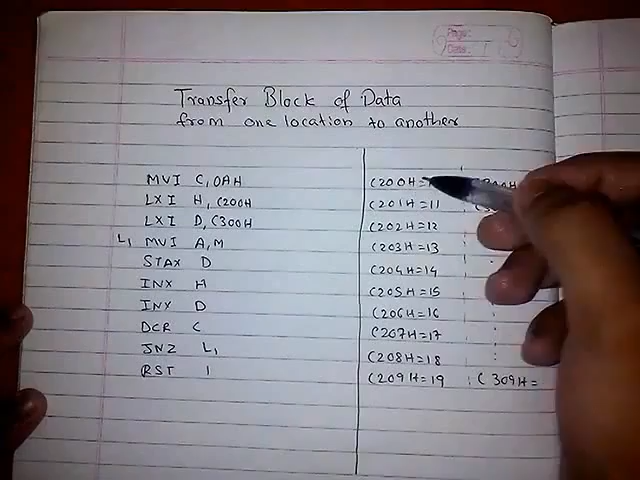 Page:
Date:
Transfer Block of Data
from one location to another
MVI C, 0AH
LXI H, C200H
LXI D, C300H
L1 MVI A, M
STAX D
INX H
INX D
DCR C
JNZ L1
RST 1
C200H=
C201H=11
C202H=12
C203H=13
C204H=14
C205H=15
C206H=16
C207H=17
C208H=18
C209H=19 : C309H=